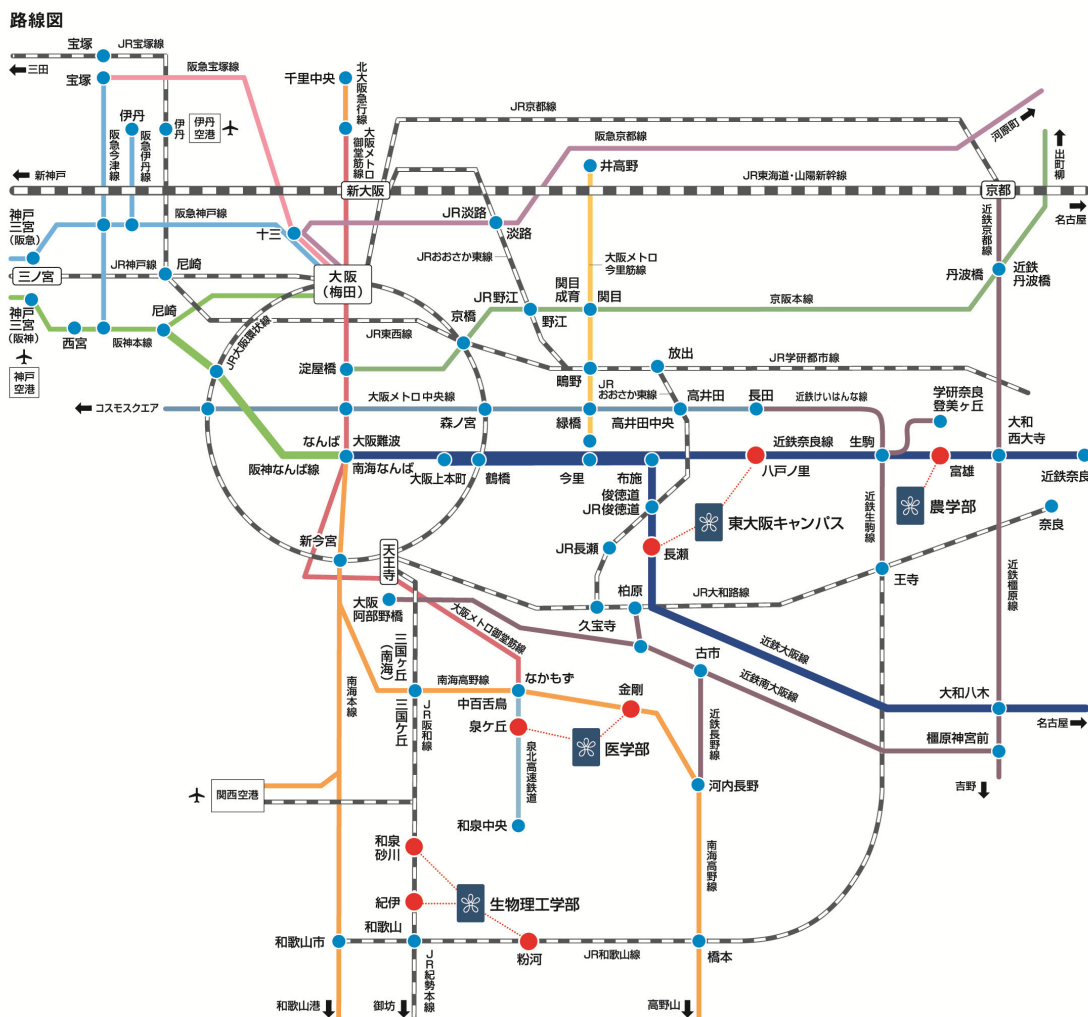 路線図
宝塚
JR宝塚線
三田
宝塚
阪急宝塚線
千里中央
北大阪急行線
伊丹
伊丹
伊丹
空港
阪急今津線
阪急伊丹線
大阪メトロ
御堂筋線
JR京都線
阪急京都線
河原町
出町柳
井高野
新神戸
新大阪
JR東海道・山陽新幹線
京都
名古屋
神戸
三宮
(阪急)
阪急神戸線
十三
JR淡路
淡路
近鉄京都線
JRおおさか東線
大阪メトロ
今里筋線
三ノ宮
JR神戸線
尼崎
大阪
(梅田)
近鉄
丹波橋
丹波橋
神戸
三宮
(阪神)
尼崎
西宮
阪神本線
JR大阪環状線
JR東西線
京橋
JR野江
野江
関目
成育
関目
京阪本線
神戸
空港
淀屋橋
鴫野
放出
JR学研都市線
JR
おおさか東線
コスモスクエア
大阪メトロ中央線
森ノ宮
緑橋
高井田
高井田中央
長田
近鉄けいはんな線
学研奈良
登美ヶ丘
大和
西大寺
なんば
大阪難波
南海なんば
阪神なんば線
大阪上本町
鶴橋
今里
布施
近鉄奈良線
八戸ノ里
生駒
富雄
近鉄奈良
俊徳道
JR俊徳道
東大阪キャンパス
農学部
奈良
新今宮
天王寺
JR長瀬
長瀬
近鉄生駒線
王寺
近鉄橿原線
大阪
阿部野橋
久宝寺
柏原
JR大和路線
大阪メトロ御堂筋線
三国ヶ丘
(南海)
古市
近鉄大阪線
近鉄南大阪線
南海本線
南海高野線
なかもず
中百舌鳥
金剛
大和八木
名古屋
三国ヶ丘
JR阪和線
泉ケ丘
医学部
近鉄長野線
橿原神宮前
泉北高速鉄道
関西空港
河内長野
吉野
和泉中央
和泉
砂川
南海高野線
紀伊
生物理工学部
和歌山市
和歌山
粉河
JR和歌山線
橋本
JR紀勢本線
和歌山港
御坊
高野山